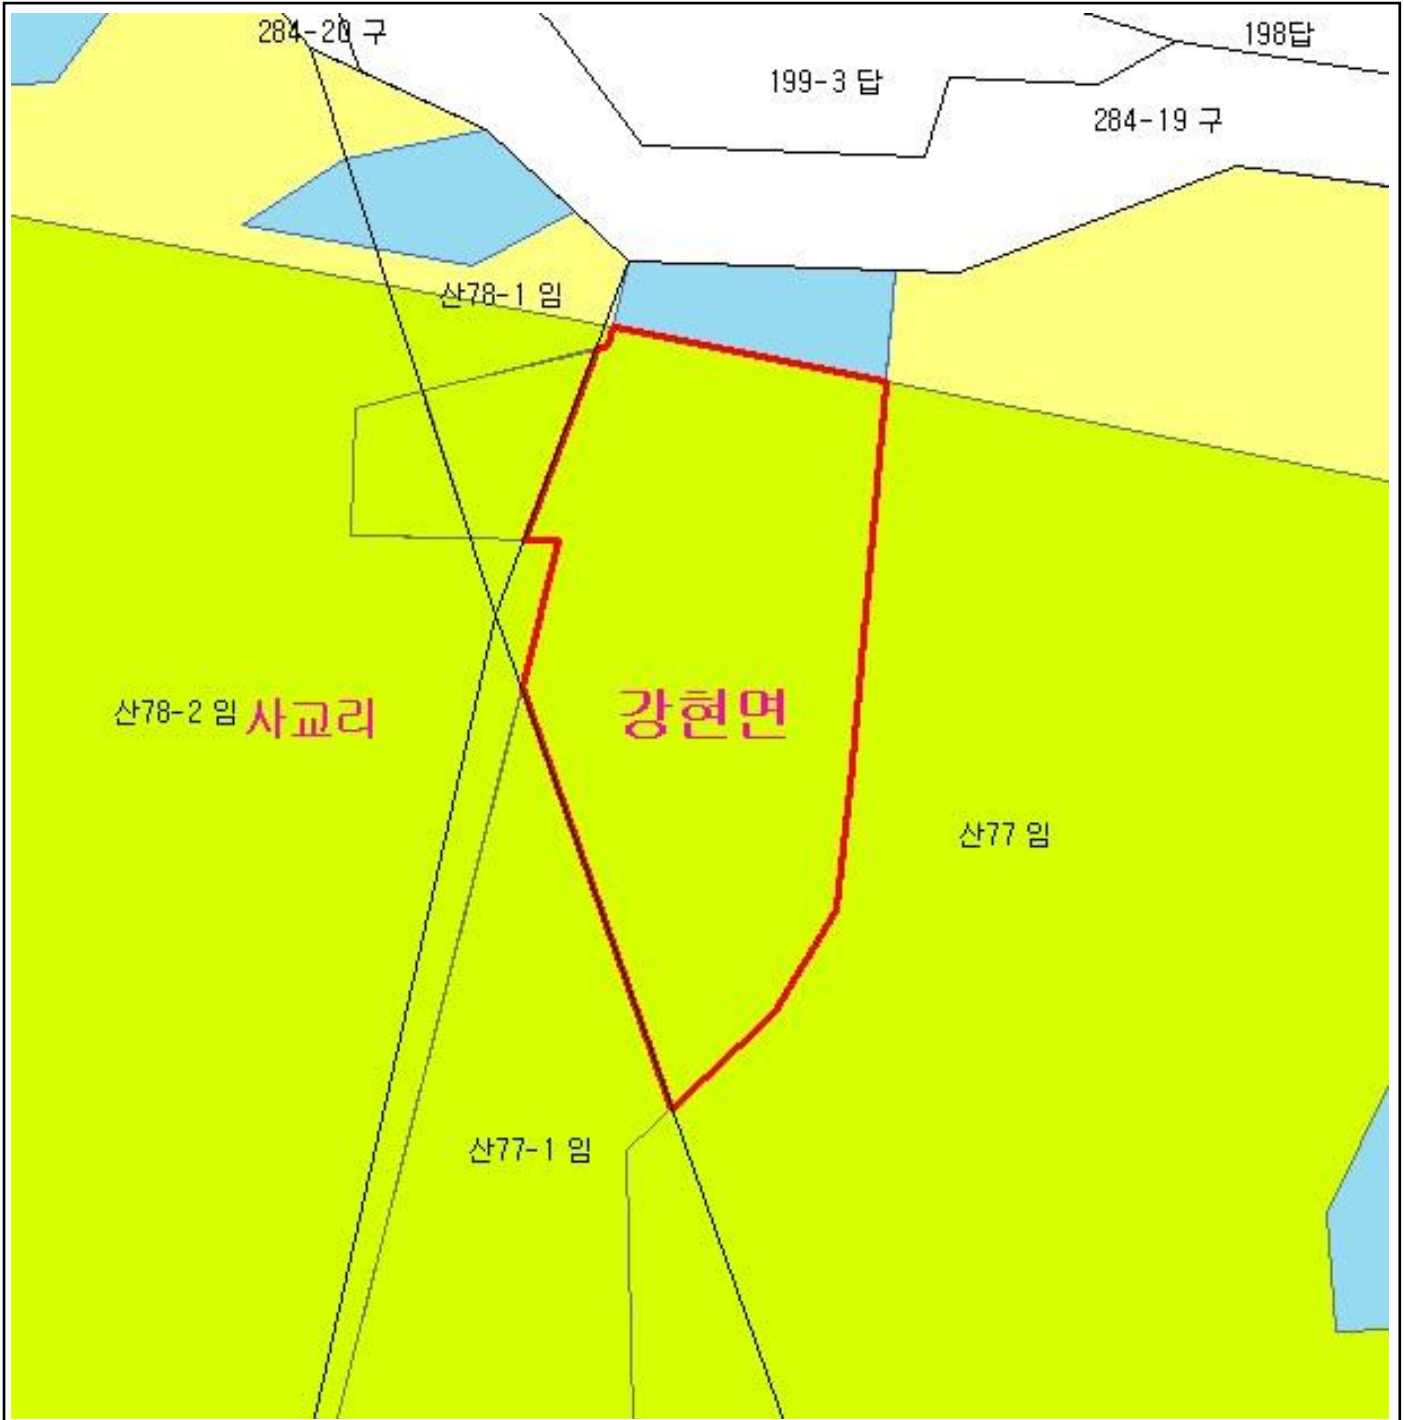 284-20 구
198답
199-3 답
284-19 구
산78-1 임
산78-2 임
사교리
강현면
산77 임
산77-1 임